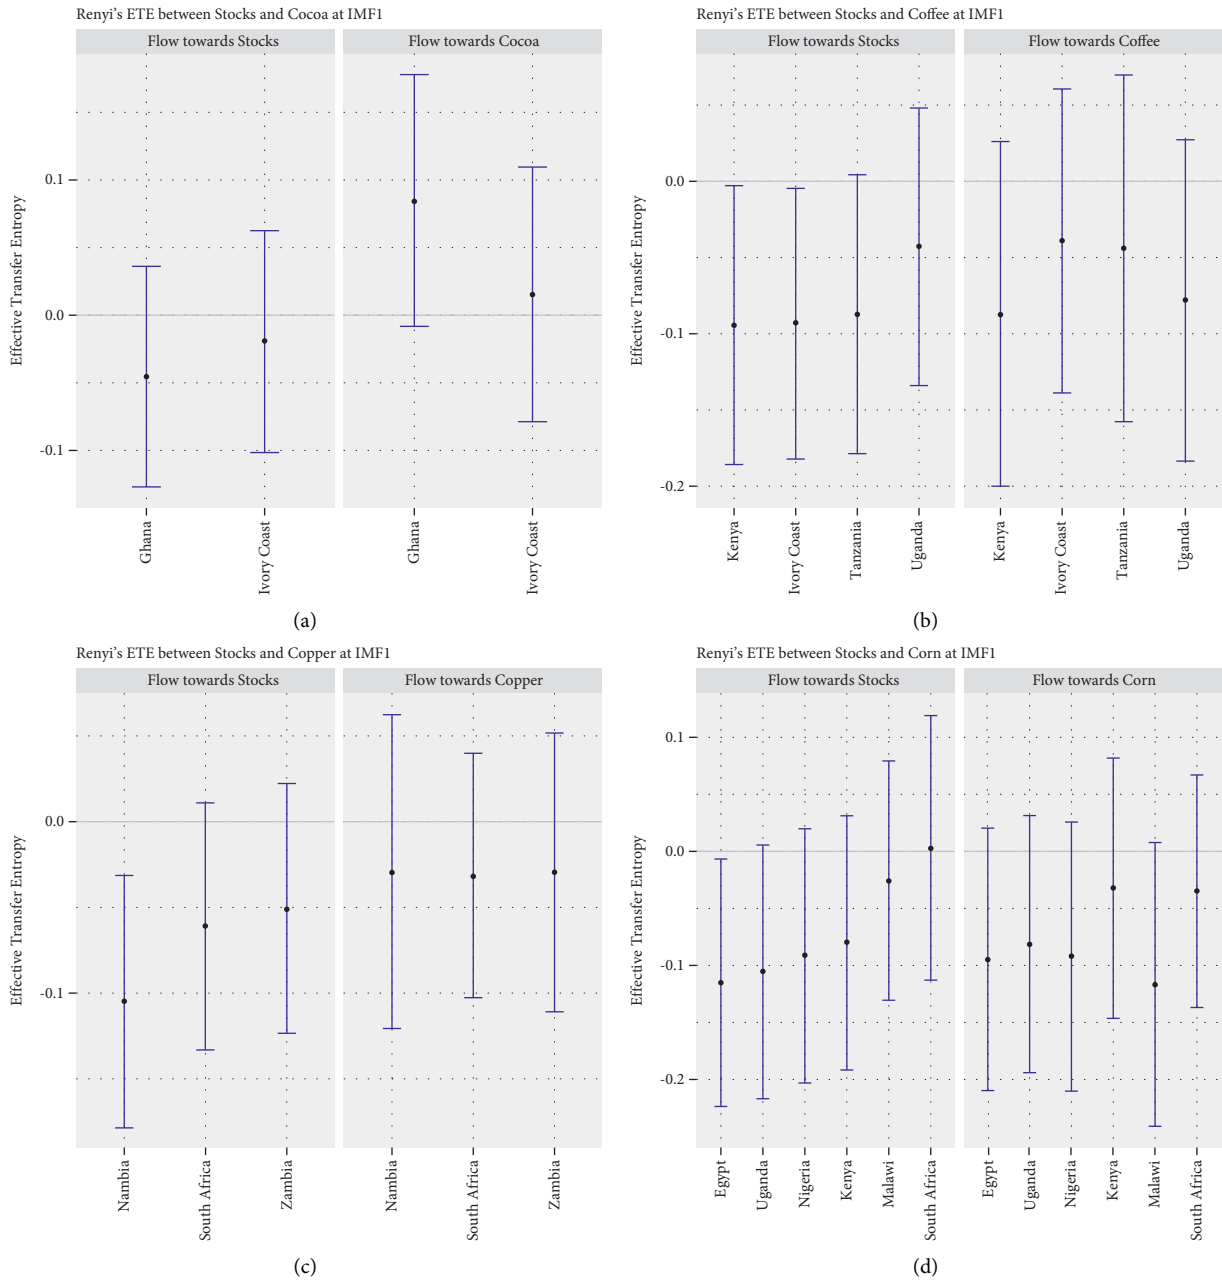 Renyi's ETE between Stocks and Cocoa at IMF1
Flow towards Stocks
Flow towards Cocoa
Effective Transfer Entropy
0.1
0.0
-0.1
Ghana
Ivory Coast
Ghana
Ivory Coast
(a)
Renyi's ETE between Stocks and Coffee at IMF1
Flow towards Stocks
Flow towards Coffee
Effective Transfer Entropy
0.0
-0.1
-0.2
Kenya
Ivory Coast
Tanzania
Uganda
Kenya
Ivory Coast
Tanzania
Uganda
(b)
Renyi's ETE between Stocks and Copper at IMF1
Flow towards Stocks
Flow towards Copper
Effective Transfer Entropy
0.0
-0.1
Nambia
South Africa
Zambia
Nambia
South Africa
Zambia
(c)
Renyi's ETE between Stocks and Corn at IMF1
Flow towards Stocks
Flow towards Corn
Effective Transfer Entropy
0.1
0.0
-0.1
-0.2
Egypt
Uganda
Nigeria
Kenya
Malawi
South Africa
Egypt
Uganda
Nigeria
Kenya
Malawi
South Africa
(d)